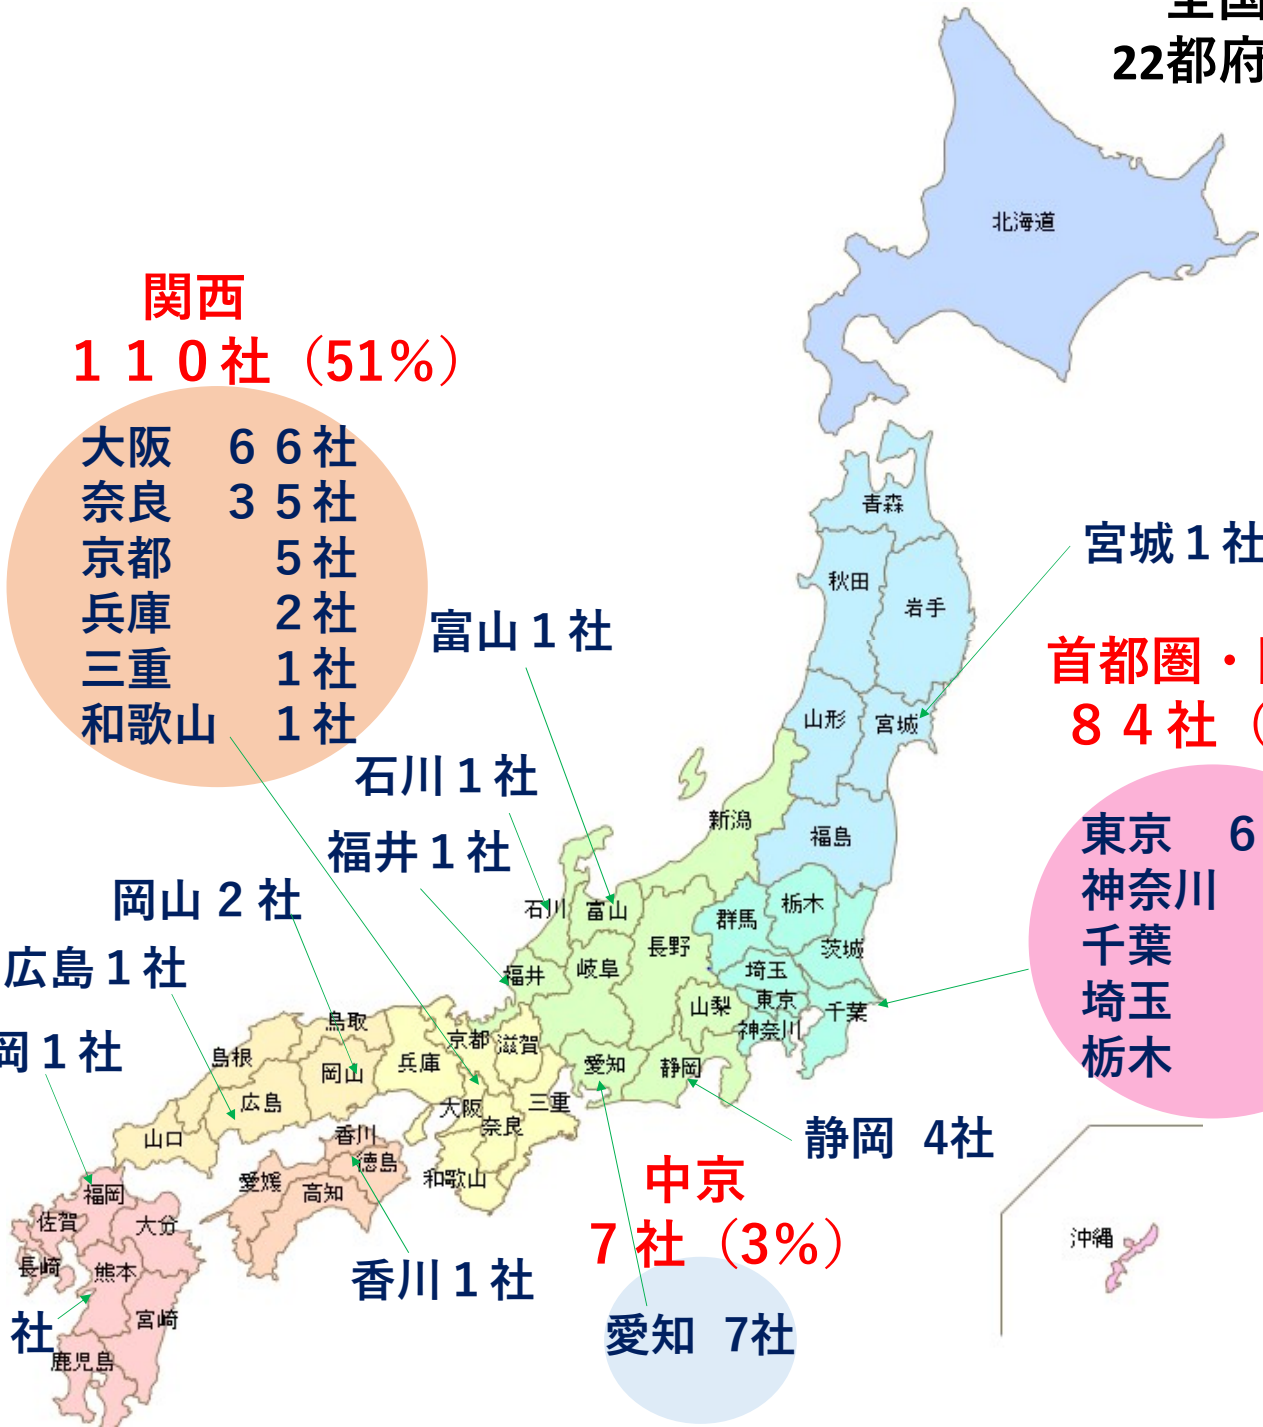 全国
22都府
北海道
関西
１１０社（51％）
大阪　６６社
奈良　３５社
京都　　５社
兵庫　　２社
三重　　１社
和歌山　１社
青森
秋田
岩手
宮城１社
富山１社
首都圏・
８４社（
山形
宮城
石川１社
新潟
福島
福井１社
東京　６
神奈川
千葉
埼玉
栃木
岡山２社
石川
富山
群馬
栃木
長野
茨城
広島１社
福井
岐阜
埼玉
山梨
東京
千葉
神奈川
岡１社
鳥取
京都
滋賀
島根
兵庫
岡山
愛知
静岡
広島
大阪
三重
奈良
山口
香川
徳島
静岡 4社
和歌山
愛媛
高知
中京
７社（3％）
福岡
佐賀
大分
長崎
熊本
沖縄
香川１社
宮崎
社
愛知 7社
鹿児島